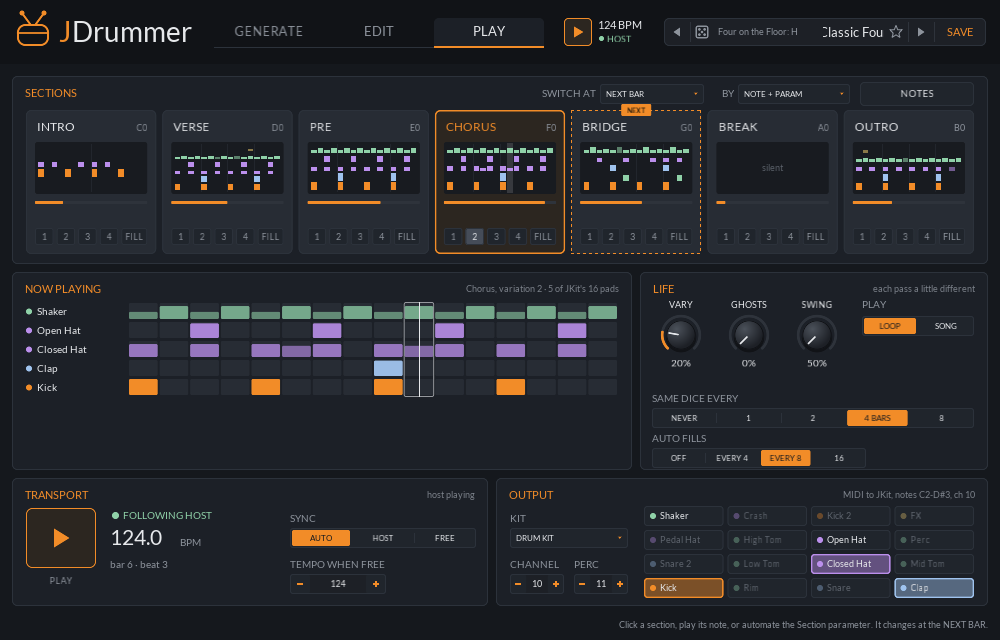 JDrummer
GENERATE EDIT PLAY
124 BPM
HOST
Four on the Floor: H
Classic Fou
SAVE
SECTIONS
SWITCH AT NEXT BAR BY NOTE + PARAM NOTES
NEXT
INTRO C0 VERSE D0 PRE E0 CHORUS F0 BRIDGE G0 BREAK A0 OUTRO B0
silent
1 2 3 4 FILL 1 2 3 4 FILL 1 2 3 4 FILL 1 2 3 4 FILL 1 2 3 4 FILL 1 2 3 4 FILL 1 2 3 4 FILL
NOW PLAYING Chorus, variation 2 · 5 of JKit's 16 pads
Shaker
Open Hat
Closed Hat
Clap
Kick
LIFE each pass a little different
VARY GHOSTS SWING PLAY
LOOP SONG
20% 0% 50%
SAME DICE EVERY
NEVER 1 2 4 BARS 8
AUTO FILLS
OFF EVERY 4 EVERY 8 16
TRANSPORT host playing
FOLLOWING HOST
124.0 BPM
bar 6 · beat 3
PLAY
SYNC
AUTO HOST FREE
TEMPO WHEN FREE
− 124 +
OUTPUT MIDI to JKit, notes C2-D#3, ch 10
KIT
DRUM KIT
CHANNEL PERC
− 10 + − 11 +
Shaker Crash Kick 2 FX
Pedal Hat High Tom Open Hat Perc
Snare 2 Low Tom Closed Hat Mid Tom
Kick Rim Snare Clap
Click a section, play its note, or automate the Section parameter. It changes at the NEXT BAR.